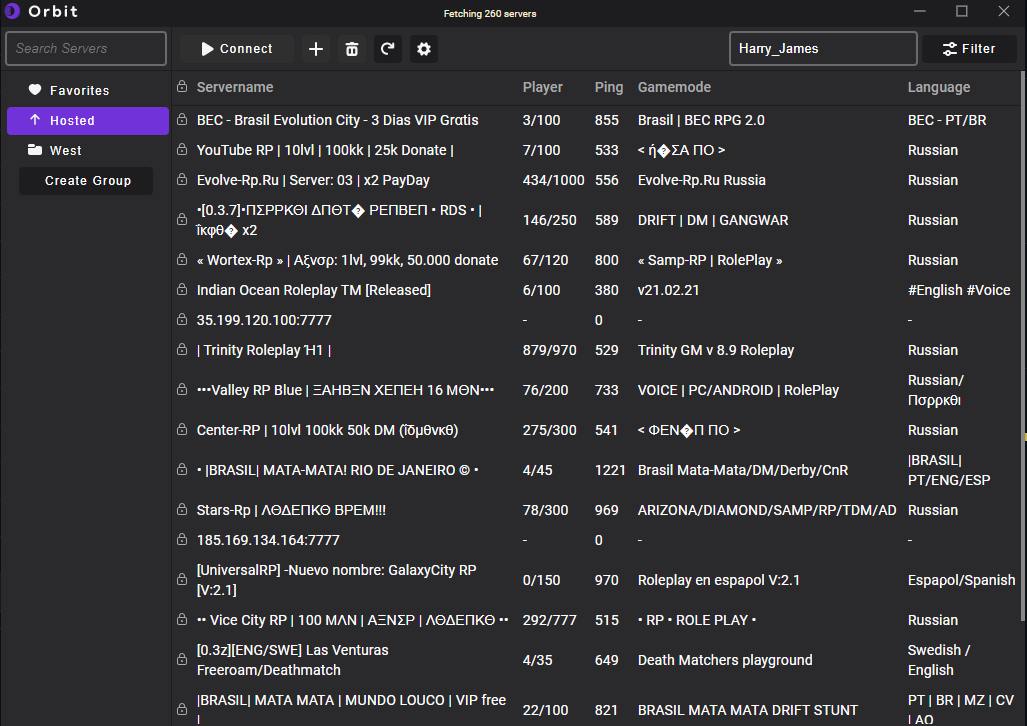 Orbit
Fetching 260 servers
Search Servers
Connect
Harry_James
Filter
Favorites
Hosted
West
Create Group
Servername Player Ping Gamemode Language
BEC - Brasil Evolution City - 3 Dias VIP Grαtis 3/100 855 Brasil | BEC RPG 2.0 BEC - PT/BR
YouTube RP | 10lvl | 100kk | 25k Donate | 7/100 533 < ή�ΣΑ ΠΟ > Russian
Evolve-Rp.Ru | Server: 03 | x2 PayDay 434/1000 556 Evolve-Rp.Ru Russia Russian
•[0.3.7]•ΠΣΡΡΚΘΙ ΔΠΘΤ� ΡΕΠΒΕΠ • RDS • |
ΐκφθ� x2 146/250 589 DRIFT | DM | GANGWAR Russian
« Wortex-Rp » | Αξνσρ: 1lvl, 99kk, 50.000 donate 67/120 800 « Samp-RP | RolePlay » Russian
Indian Ocean Roleplay TM [Released] 6/100 380 v21.02.21 #English #Voice
35.199.120.100:7777 - 0 - -
| Trinity Roleplay Ή1 | 879/970 529 Trinity GM v 8.9 Roleplay Russian
•••Valley RP Blue | ΞΑΗΒΞΝ ΧΕΠΕΗ 16 ΜΘΝ••• 76/200 733 VOICE | PC/ANDROID | RolePlay Russian/
Πσρρκθι
Center-RP | 10lvl 100kk 50k DM (ΐΐδμθνκθ) 275/300 541 < ΦΕΝ�Π ΠΟ > Russian
• |BRASIL| MATA-MATA! RIO DE JANEIRO © • 4/45 1221 Brasil Mata-Mata/DM/Derby/CnR |BRASIL|
PT/ENG/ESP
Stars-Rp | ΛΘΔΕΠΚΘ ΒΡΕΜ!!! 78/300 969 ARIZONA/DIAMOND/SAMP/RP/TDM/AD Russian
185.169.134.164:7777 - 0 - -
[UniversalRP] -Nuevo nombre: GalaxyCity RP
[V:2.1] 0/150 970 Roleplay en espaρol V:2.1 Espaρol/Spanish
•• Vice City RP | 100 ΜΛΝ | ΑΞΝΣΡ | ΛΘΔΕΠΚΘ •• 292/777 515 • RP • ROLE PLAY • Russian
[0.3z][ENG/SWE] Las Venturas
Freeroam/Deathmatch 4/35 649 Death Matchers playground Swedish /
English
|BRASIL| MATA MATA | MUNDO LOUCO | VIP free
| 22/100 821 BRASIL MATA MATA DRIFT STUNT PT | BR | MZ | CV
| AO